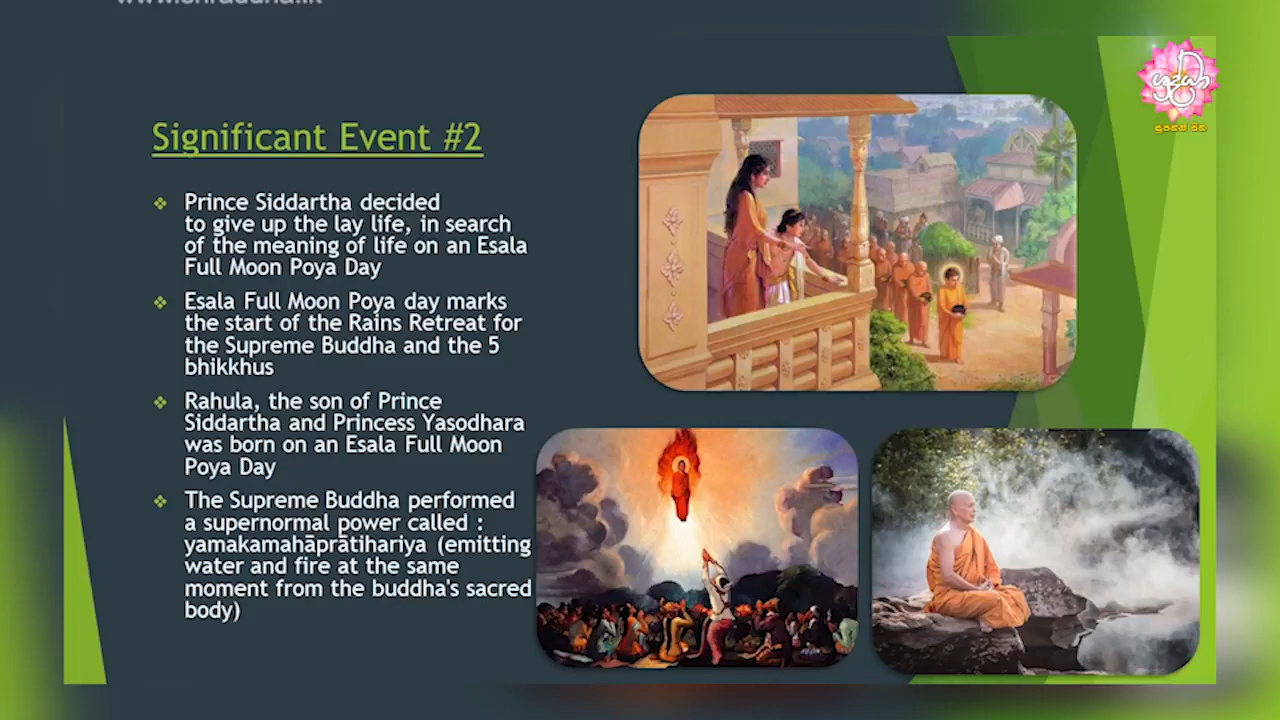 www.shraddha.lk
Significant Event #2
Prince Siddartha decided
to give up the lay life, in search
of the meaning of life on an Esala
Full Moon Poya Day
Esala Full Moon Poya day marks
the start of the Rains Retreat for
the Supreme Buddha and the 5
bhikkhus
Rahula, the son of Prince
Siddartha and Princess Yasodhara
was born on an Esala Full Moon
Poya Day
The Supreme Buddha performed
a supernormal power called :
yamakamahāprātihariya (emitting
water and fire at the same
moment from the buddha's sacred
body)